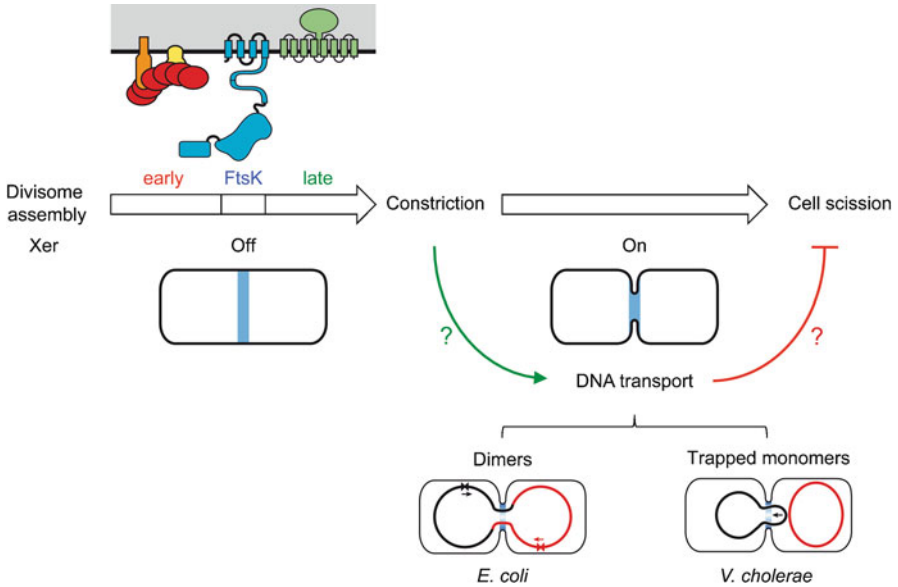 early
FtsK
late
Divisome
assembly
Constriction
Cell scission
Xer
Off
On
?
?
DNA transport
Dimers
Trapped monomers
E. coli
V. cholerae